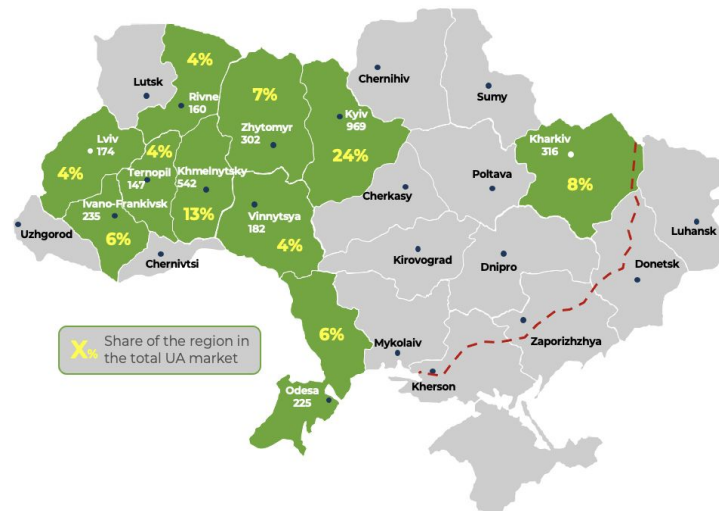 4%
Chernihiv
Lutsk
Sumy
7%
Rivne
160
Kyiv
969
Lviv
174
Zhytomyr
302
Kharkiv
316
4%
24%
4%
Ternopil
147
Khmelnytsky
542
Poltava
8%
Cherkasy
Ivano-Frankivsk
235
13%
Vinnytsya
182
Luhansk
Uzhgorod
6%
4%
Chernivtsi
Kirovograd
Dnipro
Donetsk
X%
Share of the region in
the total UA market
6%
Mykolaiv
Zaporizhzhya
Kherson
Odesa
225